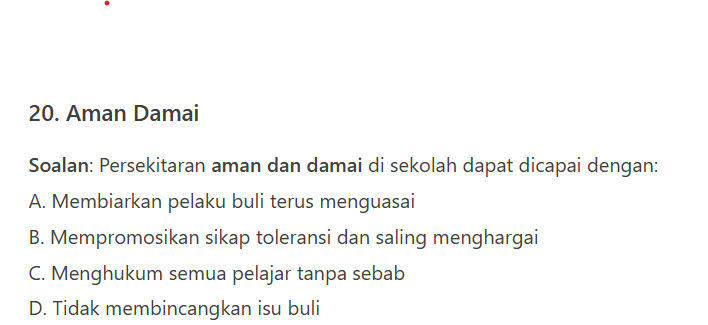 20. Aman Damai
Soalan: Persekitaran aman dan damai di sekolah dapat dicapai dengan:
A. Membiarkan pelaku buli terus menguasai
B. Mempromosikan sikap toleransi dan saling menghargai
C. Menghukum semua pelajar tanpa sebab
D. Tidak membincangkan isu buli